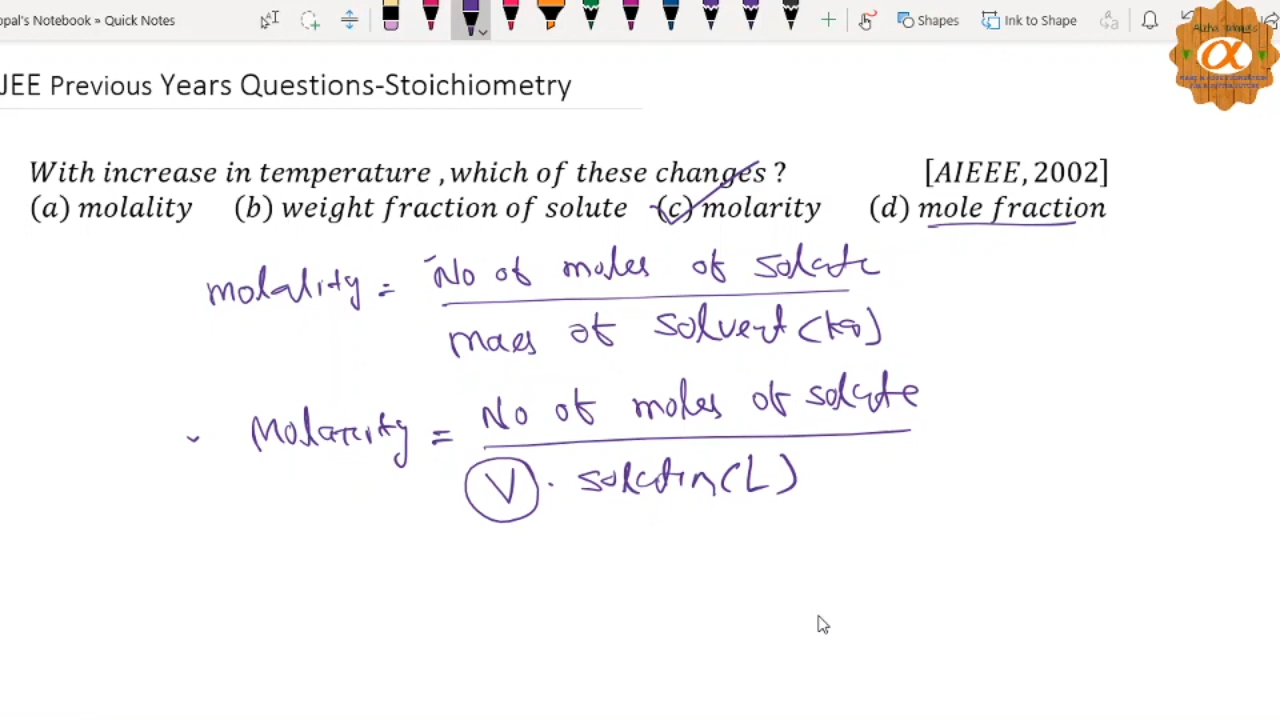 opal's Notebook » Quick Notes
Shapes
Ink to Shape
JEE Previous Years Questions-Stoichiometry
With increase in temperature ,which of these changes ? [AIEEE, 2002]
(a) molality (b) weight fraction of solute (c) molarity (d) mole fraction
molality = No of moles of solute
mass of solvent (kg)
Molarity = No of moles of solute
V. solution (L)
α